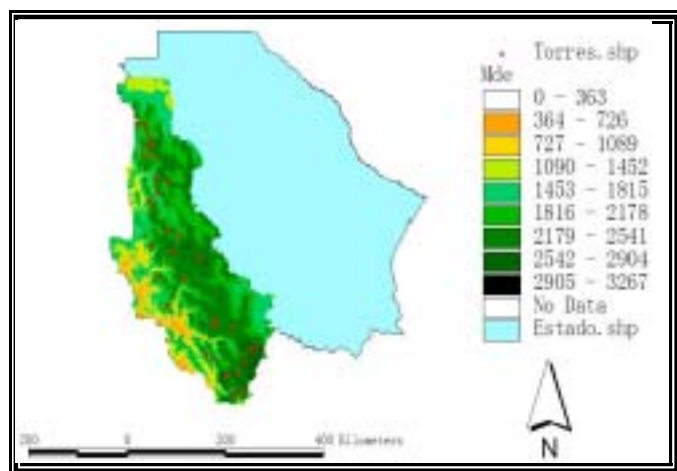 Torres.shp
Mde
0 - 363
364 - 726
727 - 1089
1090 - 1452
1453 - 1815
1816 - 2178
2179 - 2541
2542 - 2904
2905 - 3267
No Data
Estado.shp
N
200 0 200 400 Kilometers